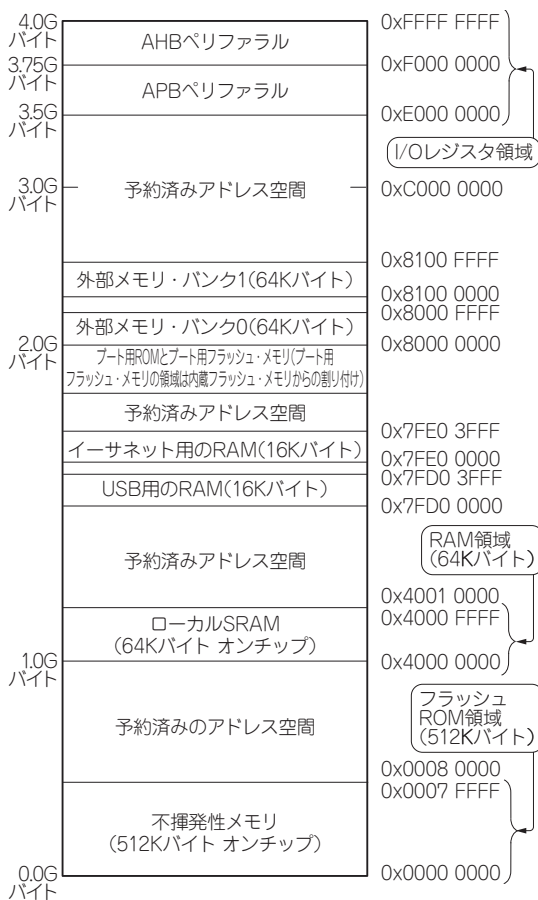 4.0G
バイト
AHBペリファラル
0xFFFF FFFF
3.75G
バイト
0xF000 0000
APBペリファラル
3.5G
バイト
0xE000 0000
I/Oレジスタ領域
3.0G
バイト
予約済みアドレス空間
0xC000 0000
0x8100 FFFF
外部メモリ・バンク1(64Kバイト)
0x8100 0000
0x8000 FFFF
外部メモリ・バンク0(64Kバイト)
2.0G
バイト
0x8000 0000
ブート用ROMとブート用フラッシュ・メモリ(ブート用
フラッシュ・メモリの領域は内蔵フラッシュ・メモリからの割り付け)
予約済みアドレス空間
0x7FE0 3FFF
イーサネット用のRAM(16Kバイト)
0x7FE0 0000
0x7FD0 3FFF
USB用のRAM(16Kバイト)
0x7FD0 0000
RAM領域
(64Kバイト)
予約済みアドレス空間
0x4001 0000
0x4000 FFFF
ローカルSRAM
(64Kバイト オンチップ)
1.0G
バイト
0x4000 0000
フラッシュ
ROM領域
(512Kバイト)
予約済みのアドレス空間
0x0008 0000
0x0007 FFFF
不揮発性メモリ
(512Kバイト オンチップ)
0.0G
バイト
0x0000 0000